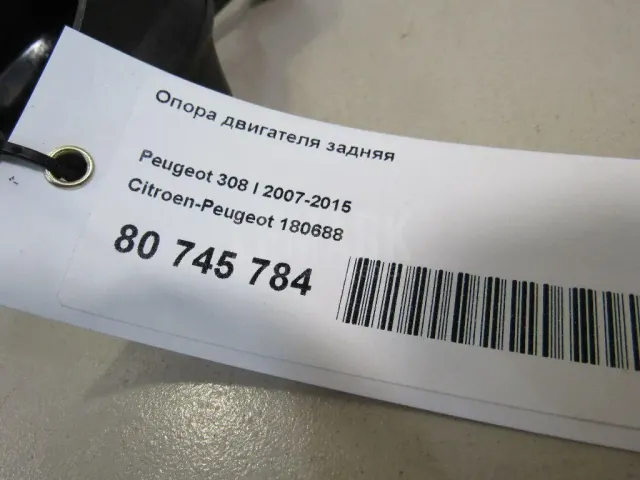 Опора двигателя задняя
Peugeot 308 I 2007-2015
Citroen-Peugeot 180688
80 745 784